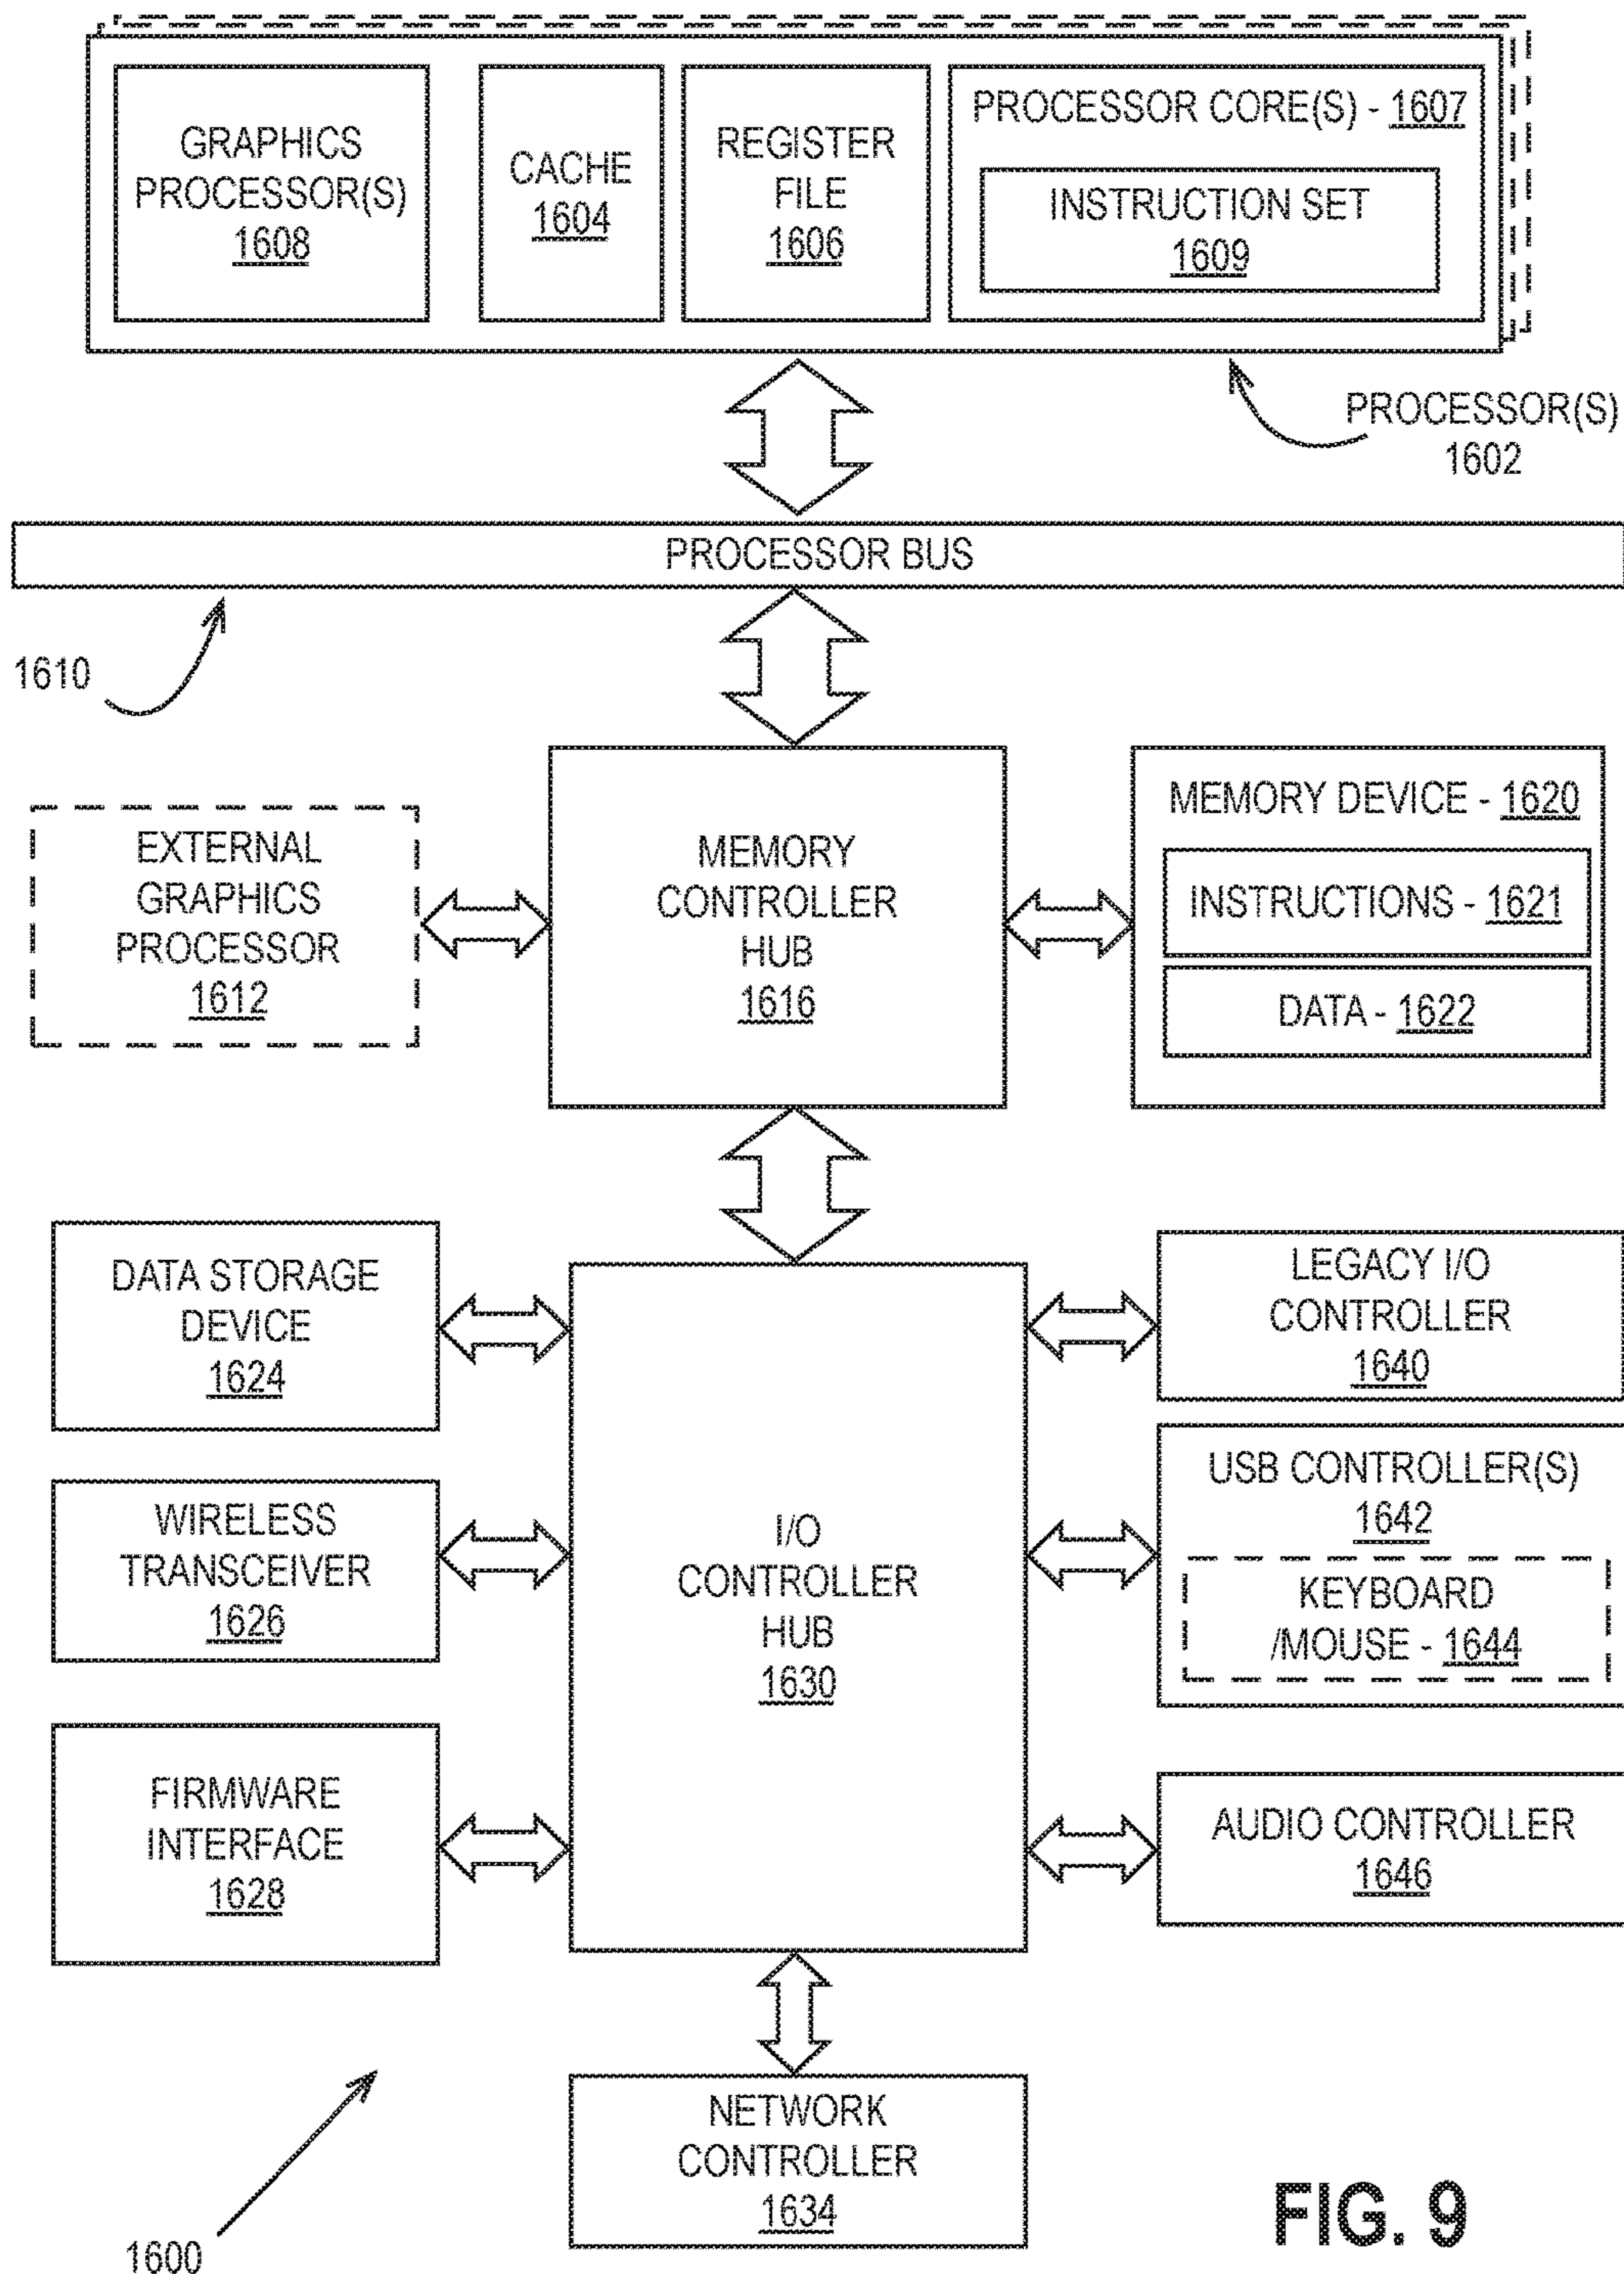 GRAPHICS
PROCESSOR(S)
1608
CACHE
1604
REGISTER
FILE
1606
PROCESSOR CORE(S) - 1607
INSTRUCTION SET
1609
PROCESSOR(S)
1602
PROCESSOR BUS
1610
EXTERNAL
GRAPHICS
PROCESSOR
1612
MEMORY
CONTROLLER
HUB
1616
MEMORY DEVICE - 1620
INSTRUCTIONS - 1621
DATA - 1622
DATA STORAGE
DEVICE
1624
WIRELESS
TRANSCEIVER
1626
FIRMWARE
INTERFACE
1628
I/O
CONTROLLER
HUB
1630
LEGACY I/O
CONTROLLER
1640
USB CONTROLLER(S)
1642
KEYBOARD
/MOUSE - 1644
AUDIO CONTROLLER
1646
NETWORK
CONTROLLER
1634
1600
FIG. 9